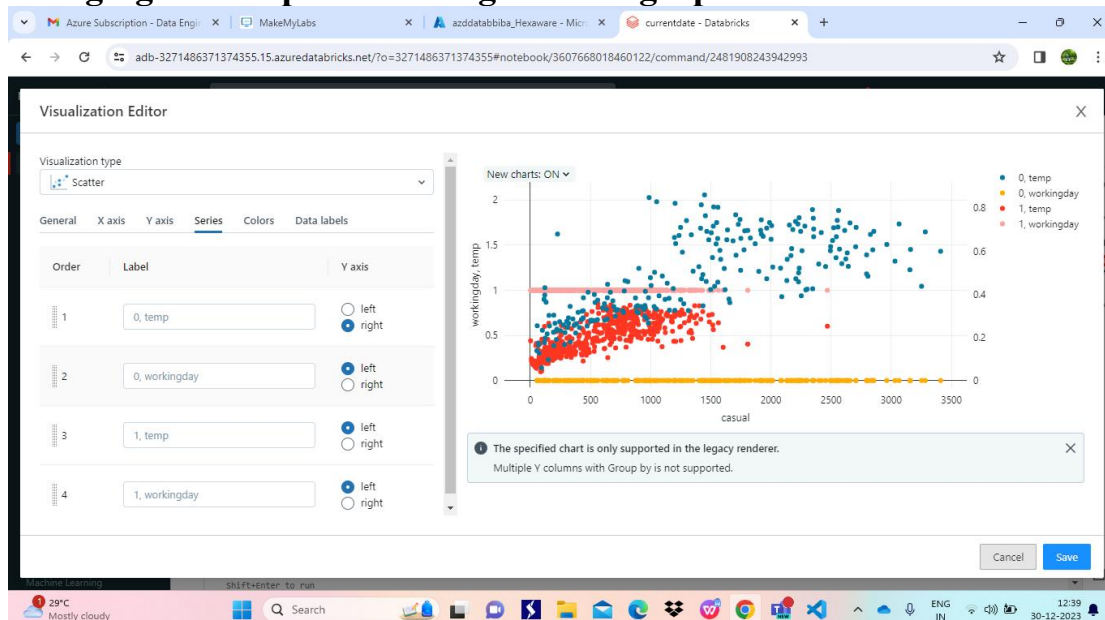 Azure Subscription - Data Engin
MakeMyLabs
azddatabbiba_Hexaware - Micr
currentdate - Databricks
adb-3271486371374355.15.azuredatabricks.net/?o=3271486371374355#notebook/3607668018460122/command/2481908243942993
Visualization Editor
Visualization type
Scatter
General X axis Y axis Series Colors Data labels
Order Label Y axis
1 0, temp left right
2 0, workingday left right
3 1, temp left right
4 1, workingday left right
New charts: ON
workingday, temp
2
1.5
1
0.5
0
0.8
0.6
0.4
0.2
0
0 500 1000 1500 2000 2500 3000 3500
casual
0, temp
0, workingday
1, temp
1, workingday
The specified chart is only supported in the legacy renderer.
Multiple Y columns with Group by is not supported.
Cancel Save
Machine Learning
Shift+Enter to run
1
29°C
Mostly cloudy
Search
NEW
ENG
IN
12:39
30-12-2023